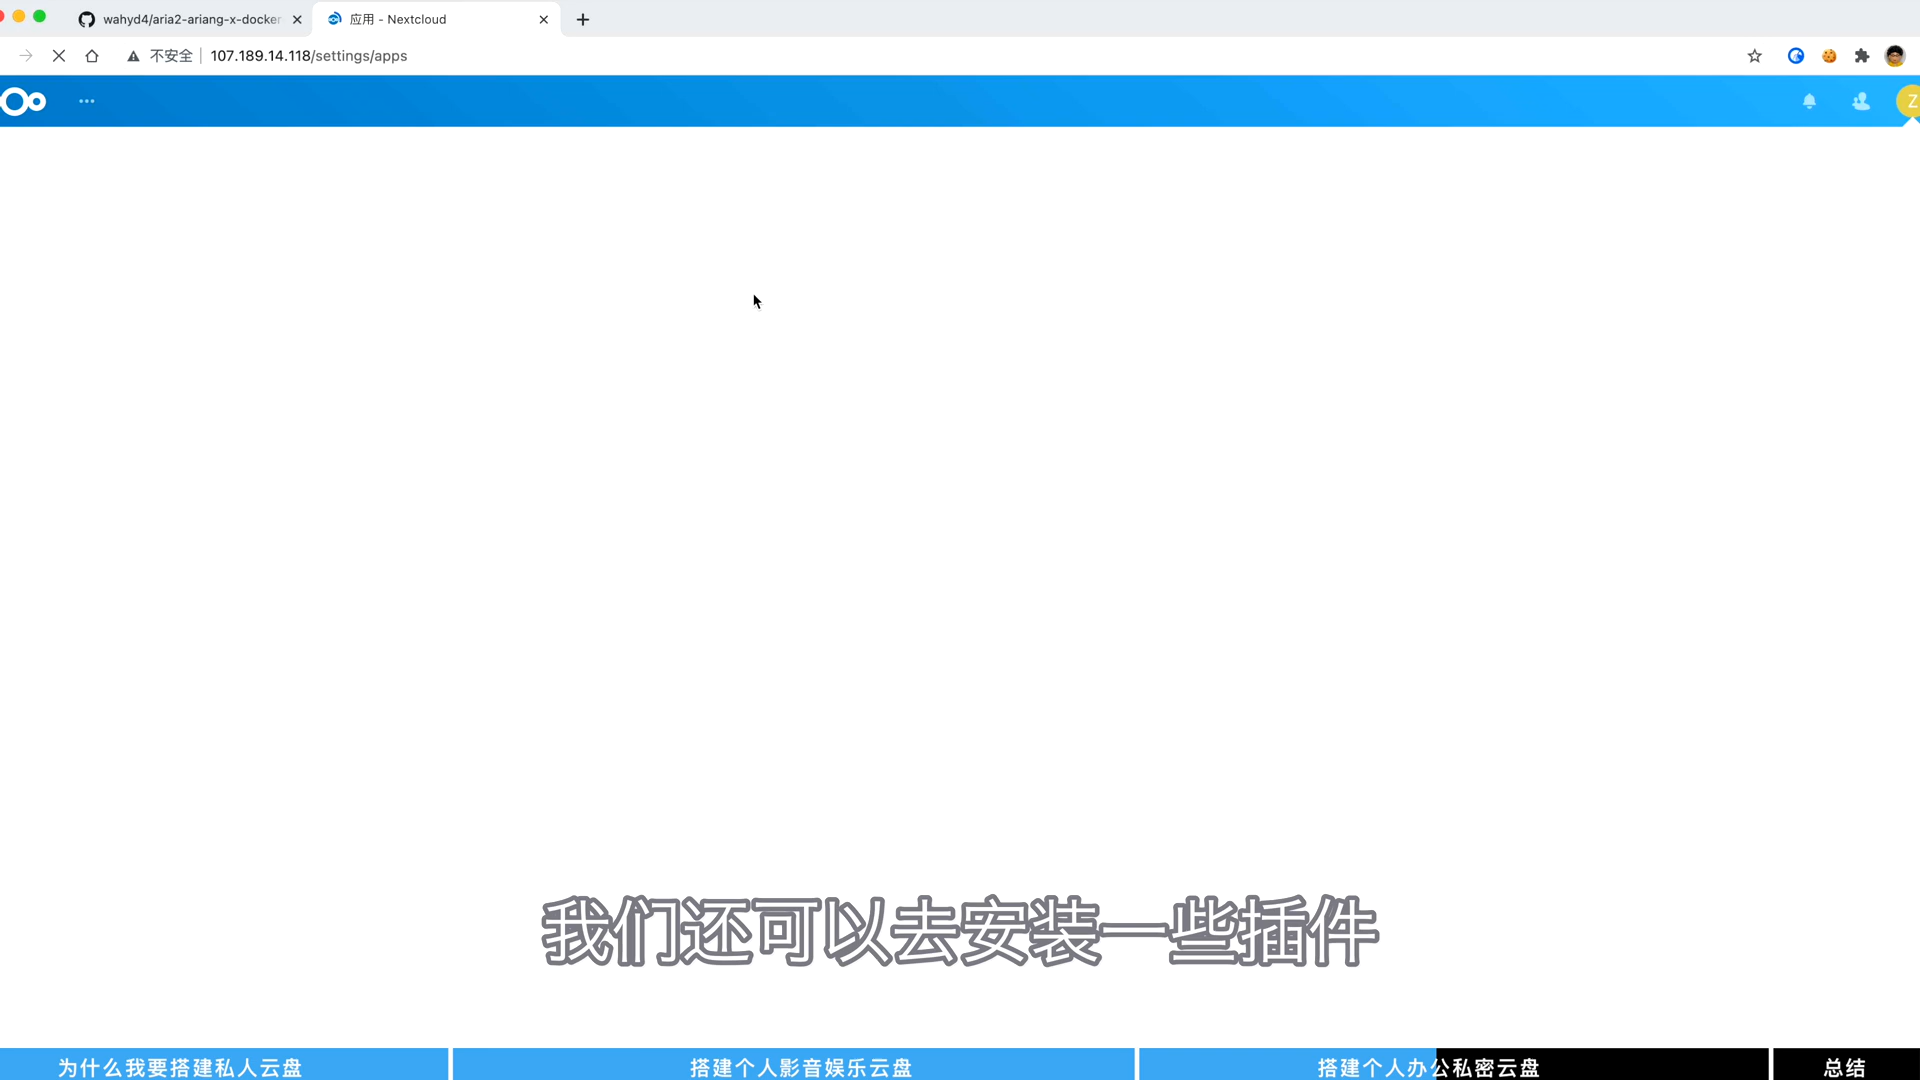 wahyd4/aria2-ariang-x-docker
应用 - Nextcloud
不安全
107.189.14.118/settings/apps
Z
我们还可以去安装一些插件
为什么我要搭建私人云盘
搭建个人影音娱乐云盘
搭建个人办公私密云盘
总结